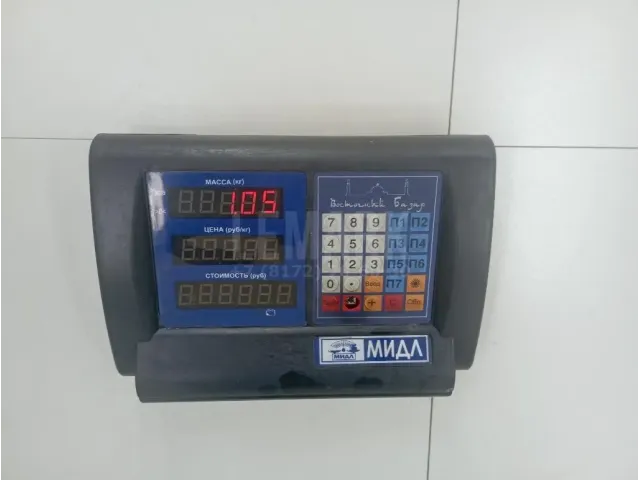 МАССА (кг)
1.05
ЦЕНА (руб/кг)
СТОИМОСТЬ (руб)
Восточный Базар
7 8 9 П1 П2
4 5 6 П3 П4
1 2 3 П5 П6
0 . Ввод П7
+ C
МИДЛ МИДЛ